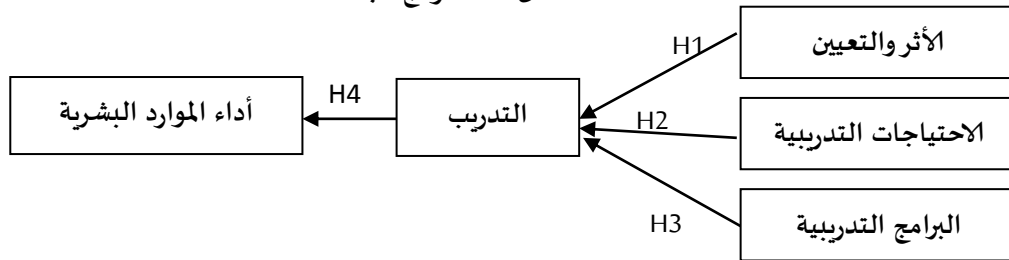 الأثر والتعيين
H1
الاحتياجات التدريبية
H2
البرامج التدريبية
H3
التدريب
H4
أداء الموارد البشرية